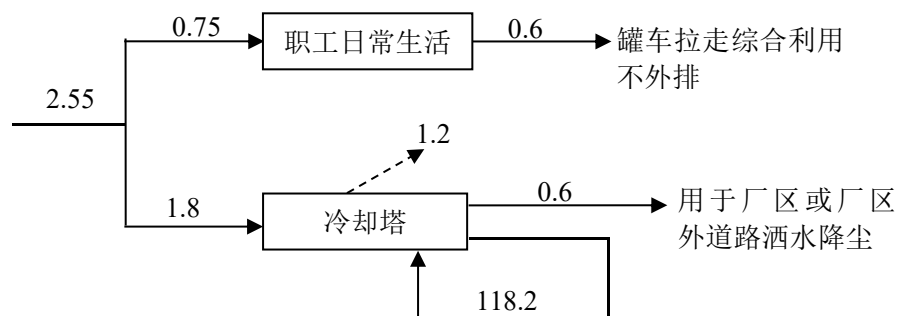 0.75
职工日常生活
0.6
罐车拉走综合利用
不外排
2.55
1.2
1.8
冷却塔
0.6
用于厂区或厂区
外道路洒水降尘
118.2